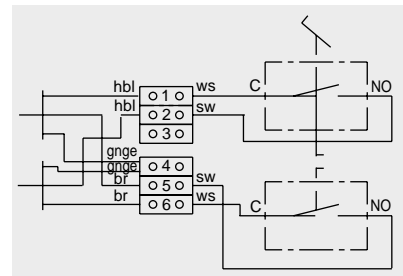 hbl 1 ws
hbl 2 sw
3
gnge
gnge 4
br 5 sw
br 6 ws
C NO
C NO